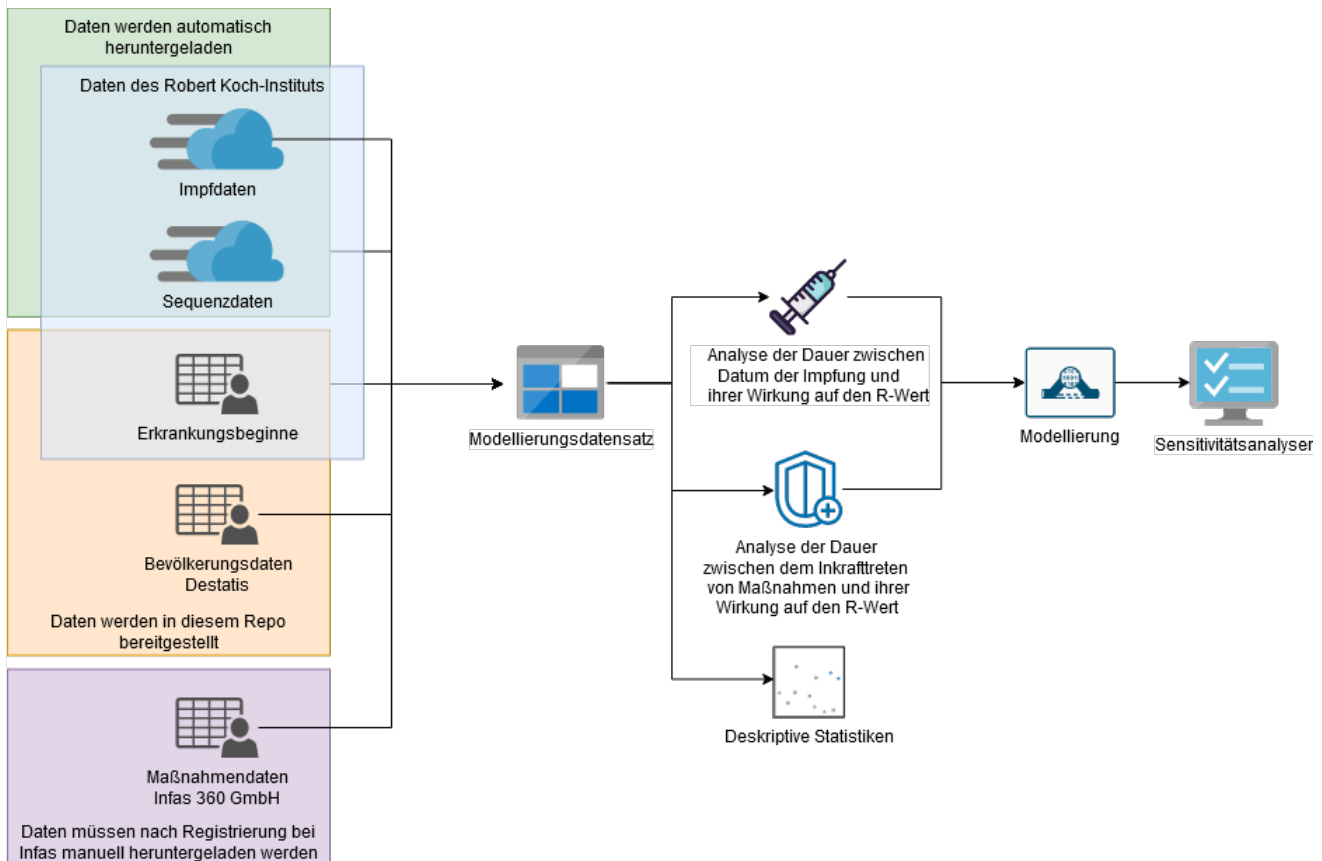 Daten werden automatisch
heruntergeladen
Daten des Robert Koch-Instituts
Impfdaten
Sequenzdaten
Erkrankungsbeginne
Bevölkerungsdaten
Destatis
Daten werden in diesem Repo
bereitgestellt
Maßnahmendaten
Infas 360 GmbH
Daten müssen nach Registrierung bei
Infas manuell heruntergeladen werden
Modellierungsdatensatz
Analyse der Dauer zwischen
Datum der Impfung und
ihrer Wirkung auf den R-Wert
Analyse der Dauer
zwischen dem Inkrafttreten
von Maßnahmen und ihrer
Wirkung auf den R-Wert
Deskriptive Statistiken
Modellierung
Sensitivitätsanalyser